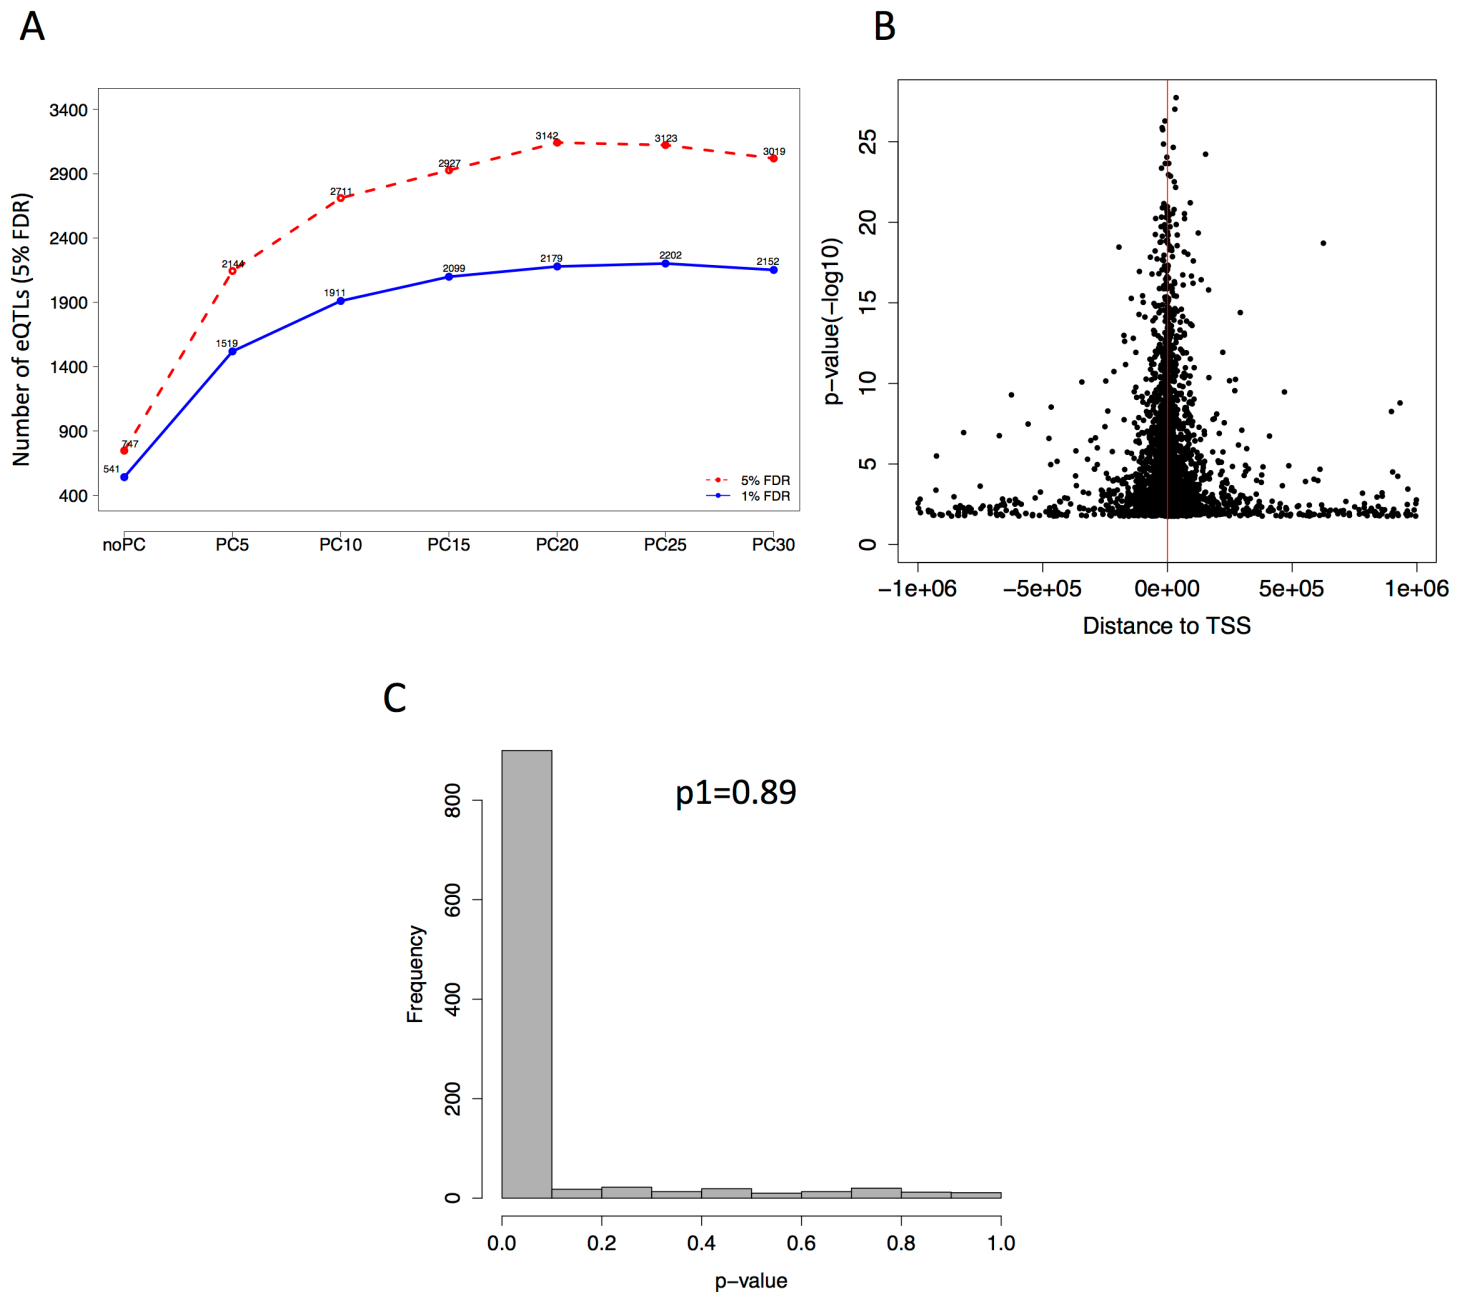 A
B
Number of eQTLs (5% FDR)
3400
2900
2400
1900
1400
900
400
747
2144
2711
2927
3142
3123
3019
541
1519
1911
2099
2179
2202
2152
5% FDR
1% FDR
noPC PC5 PC10 PC15 PC20 PC25 PC30
p-value(-log10)
25
20
15
10
5
0
-1e+06 -5e+05 0e+00 5e+05 1e+06
Distance to TSS
C
p1=0.89
Frequency
800
600
400
200
0
0.0 0.2 0.4 0.6 0.8 1.0
p-value